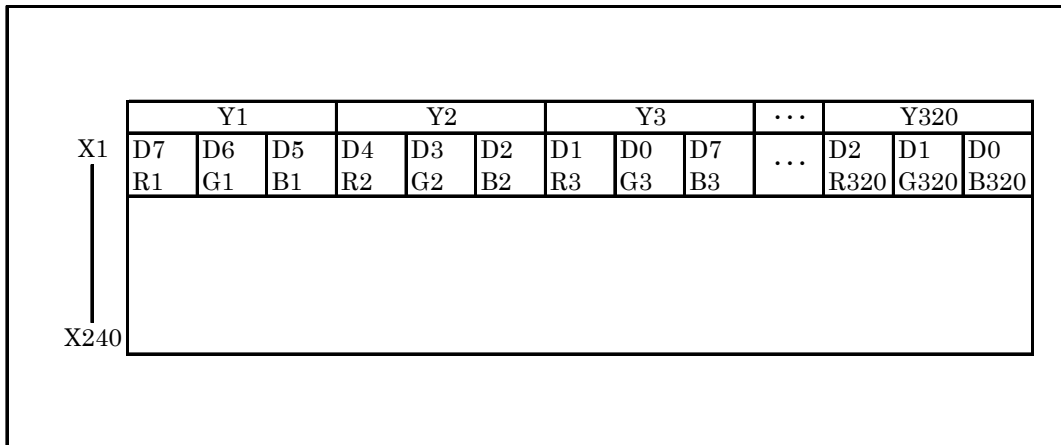 Y1 Y2 Y3 ... Y320
X1 D7 D6 D5 D4 D3 D2 D1 D0 D7 ... D2 D1 D0
R1 G1 B1 R2 G2 B2 R3 G3 B3 R320 G320 B320
X240